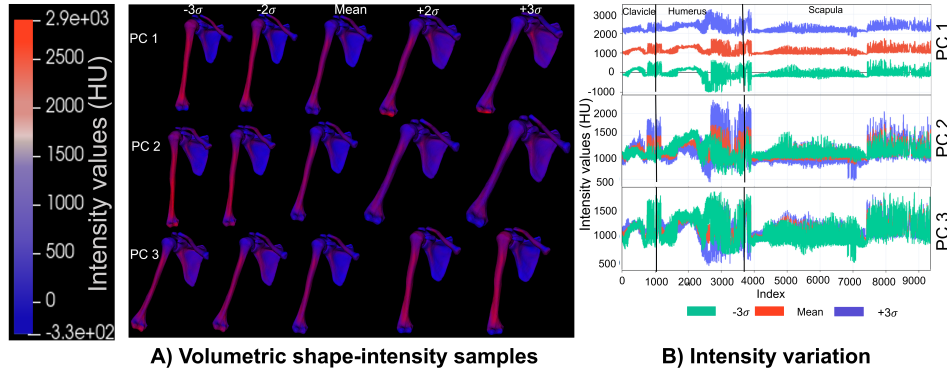 2.9e+03
2000
1500
1000
500
0
-3.3e+02
Intensity values (HU)
-3σ
-2σ
Mean
+2σ
+3σ
PC 1
PC 2
PC 3
A) Volumetric shape-intensity samples
Clavicle
Humerus
Scapula
3000
2000
1000
0
-1000
PC 1
2000
1500
1000
500
PC 2
1500
1000
500
PC 3
Intensity values (HU)
0
1000
2000
3000
4000
5000
6000
7000
8000
9000
Index
-3σ
Mean
+3σ
B) Intensity variation